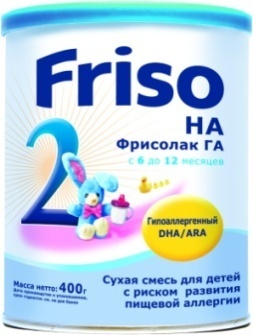 Friso
HA
Фрисолак ГА
с 6 до 12 месяцев
2
Гипоаллергенный
DHA/ARA
Масса нетто: 400г
Сухая смесь для детей
с риском развития
пищевой аллергии